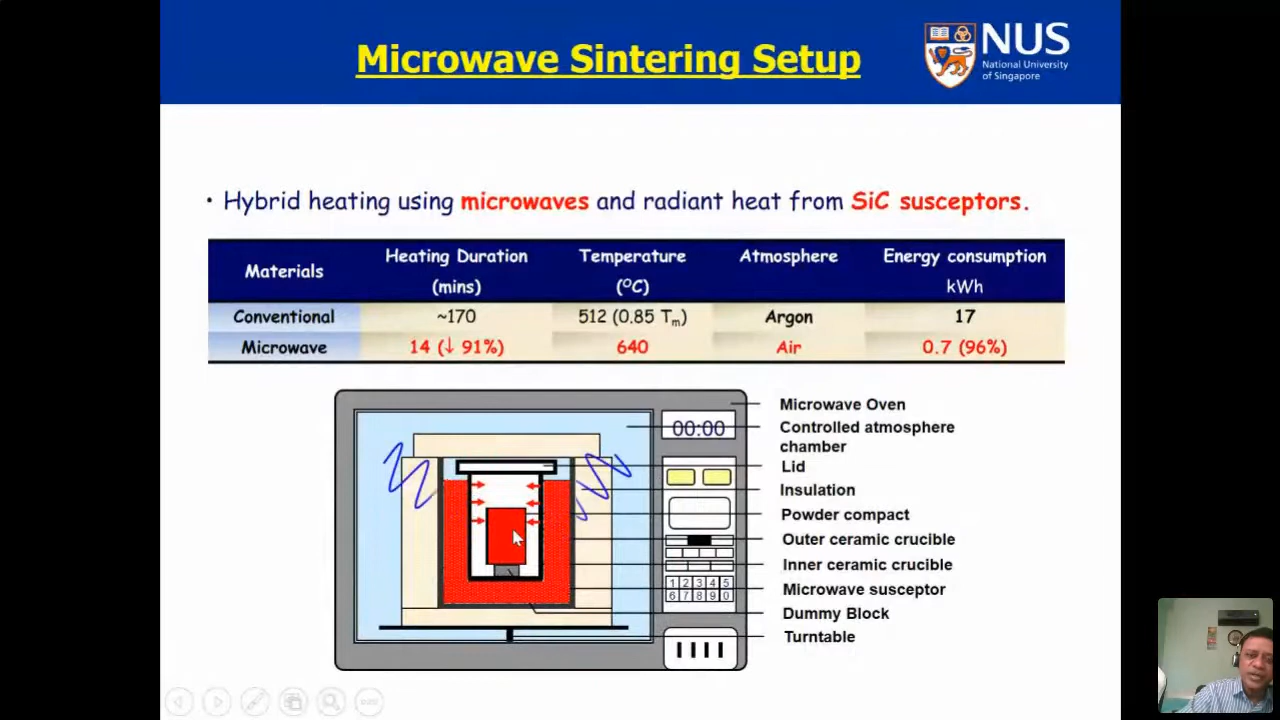 Microwave Sintering Setup
NUS
National University
of Singapore
• Hybrid heating using microwaves and radiant heat from SiC susceptors.
Materials Heating Duration (mins) Temperature (°C) Atmosphere Energy consumption kWh
Conventional ~170 512 (0.85 Tm) Argon 17
Microwave 14 (↓ 91%) 640 Air 0.7 (96%)
00:00
1 2 3 4 5
6 7 8 9 0
Microwave Oven
Controlled atmosphere
chamber
Lid
Insulation
Powder compact
Outer ceramic crucible
Inner ceramic crucible
Microwave susceptor
Dummy Block
Turntable